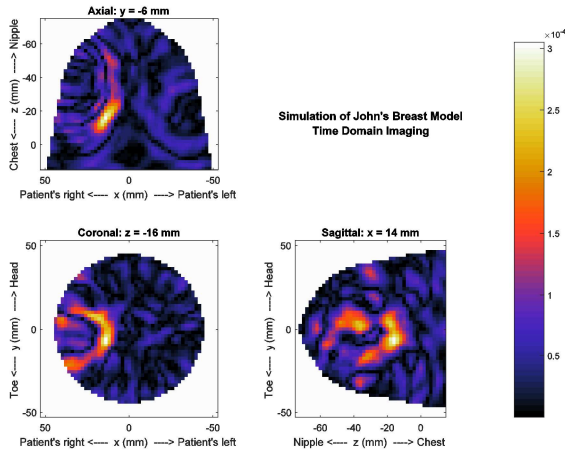 Axial: y = -6 mm
Chest <---- z (mm) ----> Nipple
-60
-40
-20
0
50
0
-50
Patient's right <---- x (mm) ----> Patient's left
Simulation of John's Breast Model
Time Domain Imaging
×10⁻⁴
3
2.5
2
1.5
1
0.5
0
Coronal: z = -16 mm
Toe <---- y (mm) ----> Head
50
0
-50
50
0
-50
Patient's right <---- x (mm) ----> Patient's left
Sagittal: x = 14 mm
Toe <---- y (mm) ----> Head
50
0
-50
-60
-40
-20
0
Nipple <---- z (mm) ----> Chest